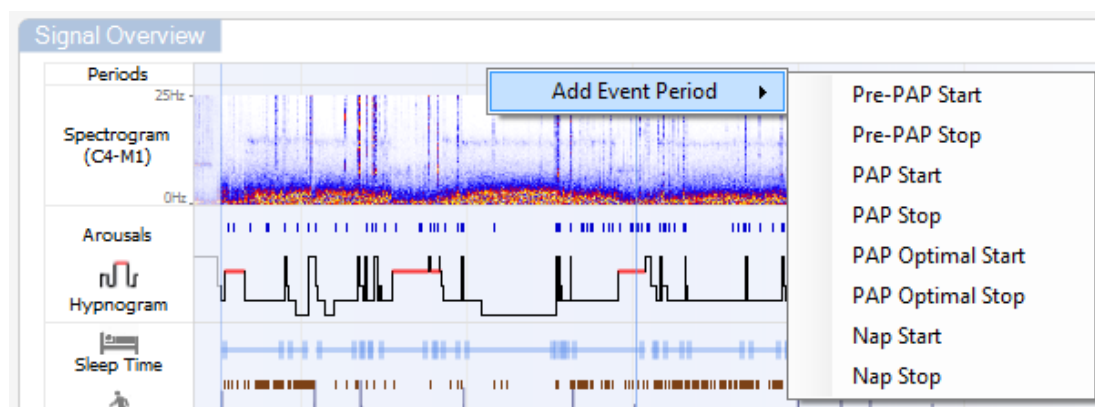 Signal Overview
Periods
Add Event Period
25Hz
Spectrogram
(C4-M1)
0Hz
Arousals
Hypnogram
Sleep Time
Pre-PAP Start
Pre-PAP Stop
PAP Start
PAP Stop
PAP Optimal Start
PAP Optimal Stop
Nap Start
Nap Stop